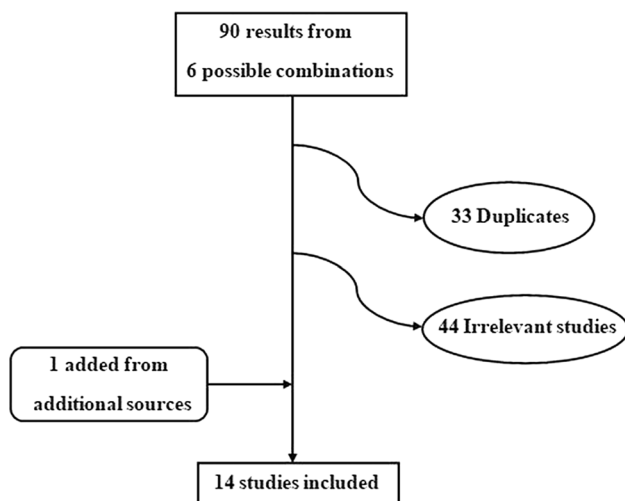 90 results from
6 possible combinations
33 Duplicates
44 Irrelevant studies
1 added from
additional sources
14 studies included